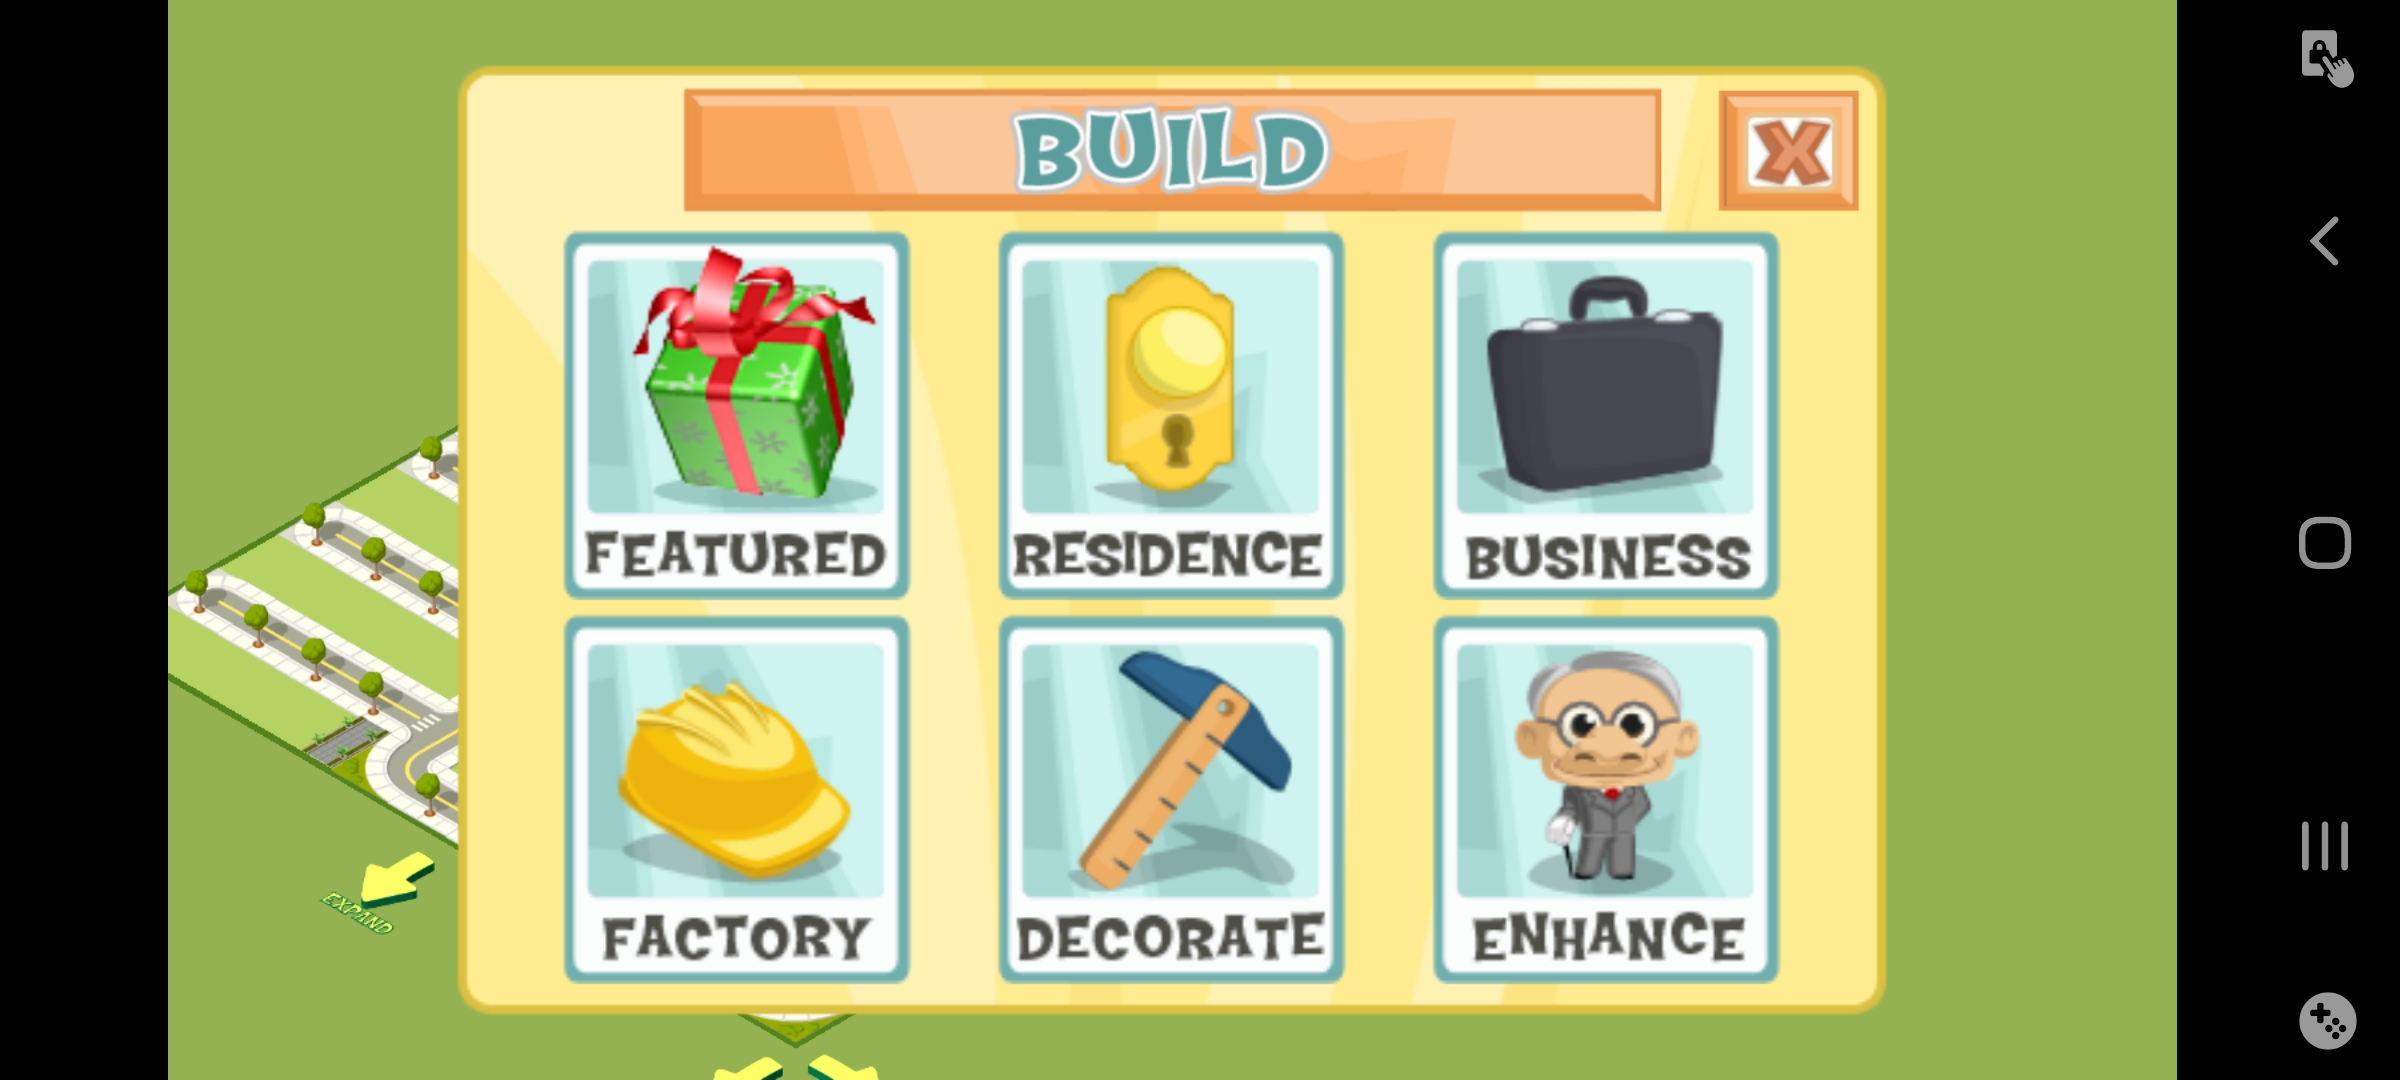 BUILD
FEATURED
RESIDENCE
BUSINESS
FACTORY
DECORATE
ENHANCE
EXPAND